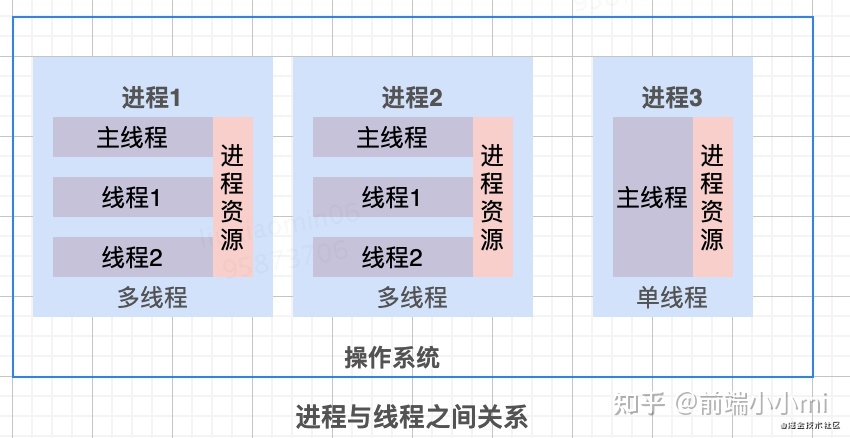 进程1
主线程
线程1
线程2
进程资源
多线程
进程2
主线程
线程1
线程2
进程资源
多线程
进程3
主线程
进程资源
单线程
操作系统
进程与线程之间关系
知乎 @前端小小mi
@掘金技术社区
95873706